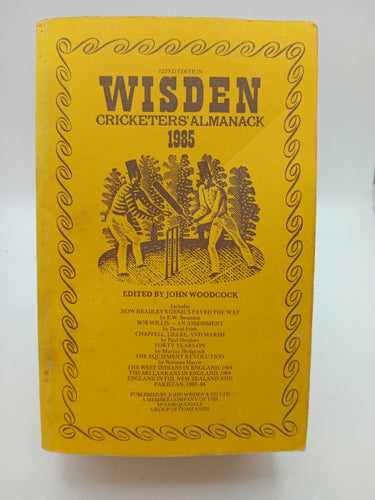 122ND EDITION
WISDEN
CRICKETERS' ALMANACK
1985
EDITED BY JOHN WOODCOCK
Includes
HOW HEADLEY'S GENIUS PAVED THE WAY
by E.W. Swanton
BOB WILLIS — AN ASSESSMENT
by David Frith
CHAPPELL, LILLEE, AND MARSH
by Paul Sheahan
FORTY YEARS ON
by Murray Hedgcock
THE EQUIPMENT REVOLUTION
by Norman Harris
THE WEST INDIANS IN ENGLAND, 1984
THE SRI LANKANS IN ENGLAND, 1984
ENGLAND IN FIJI, NEW ZEALAND AND
PAKISTAN, 1983-84
PUBLISHED BY JOHN WISDEN & CO LTD
A MEMBER COMPANY OF THE
McCORQUODALE
GROUP OF COMPANIES